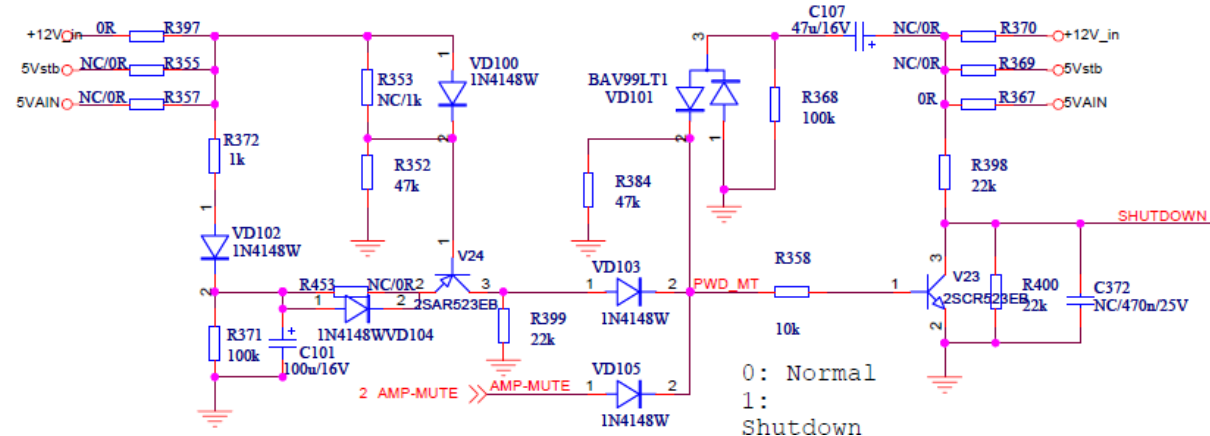 C107
47u/16V
+12V_in
0R
R397
NC/0R
R370
+12V_in
5Vstb
NC/0R
R355
3
NC/0R
R369
5Vstb
5VAIN
NC/0R
R357
0R
R367
5VAIN
1
VD100
1N4148W
2
R353
NC/1k
BAV99LT1
VD101
2
1
R368
100k
R372
1k
R352
47k
R384
47k
R398
22k
SHUTDOWN
1
VD102
1N4148W
2
1
V24
2SAR523EB
2
3
R453
NC/0R
1
2
1N4148WVD104
R371
100k
C101
100u/16V
+
R399
22k
VD103
1
2
1N4148W
PWD_MT
R358
10k
1
3
V23
2SCR523EB
2
R400
22k
C372
NC/470n/25V
+
2 AMP-MUTE
AMP-MUTE
VD105
1
2
1N4148W
0: Normal
1:
Shutdown